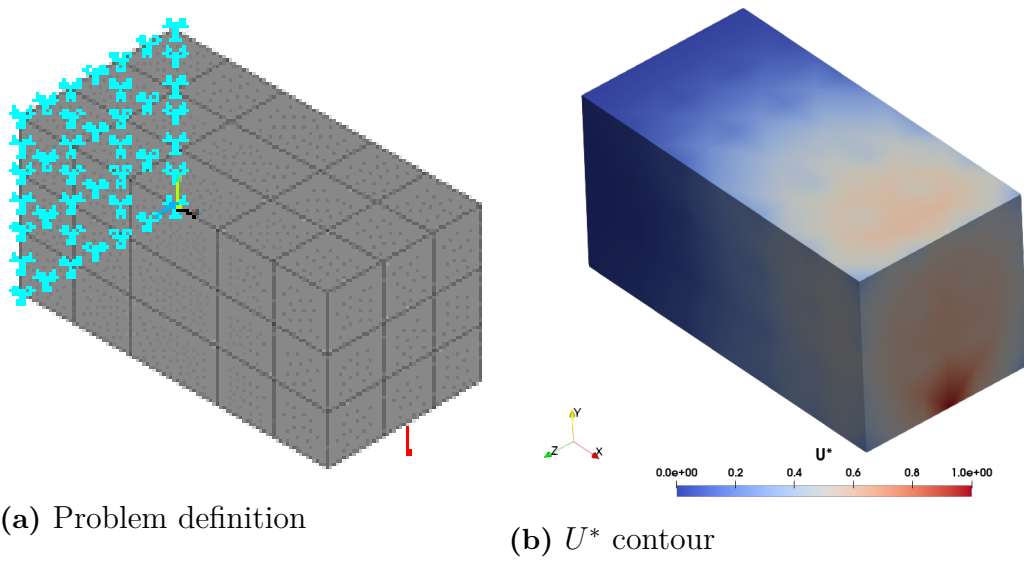 Y
Z
X
U*
0.0e+00 0.2 0.4 0.6 0.8 1.0e+00
(a) Problem definition
(b) U* contour